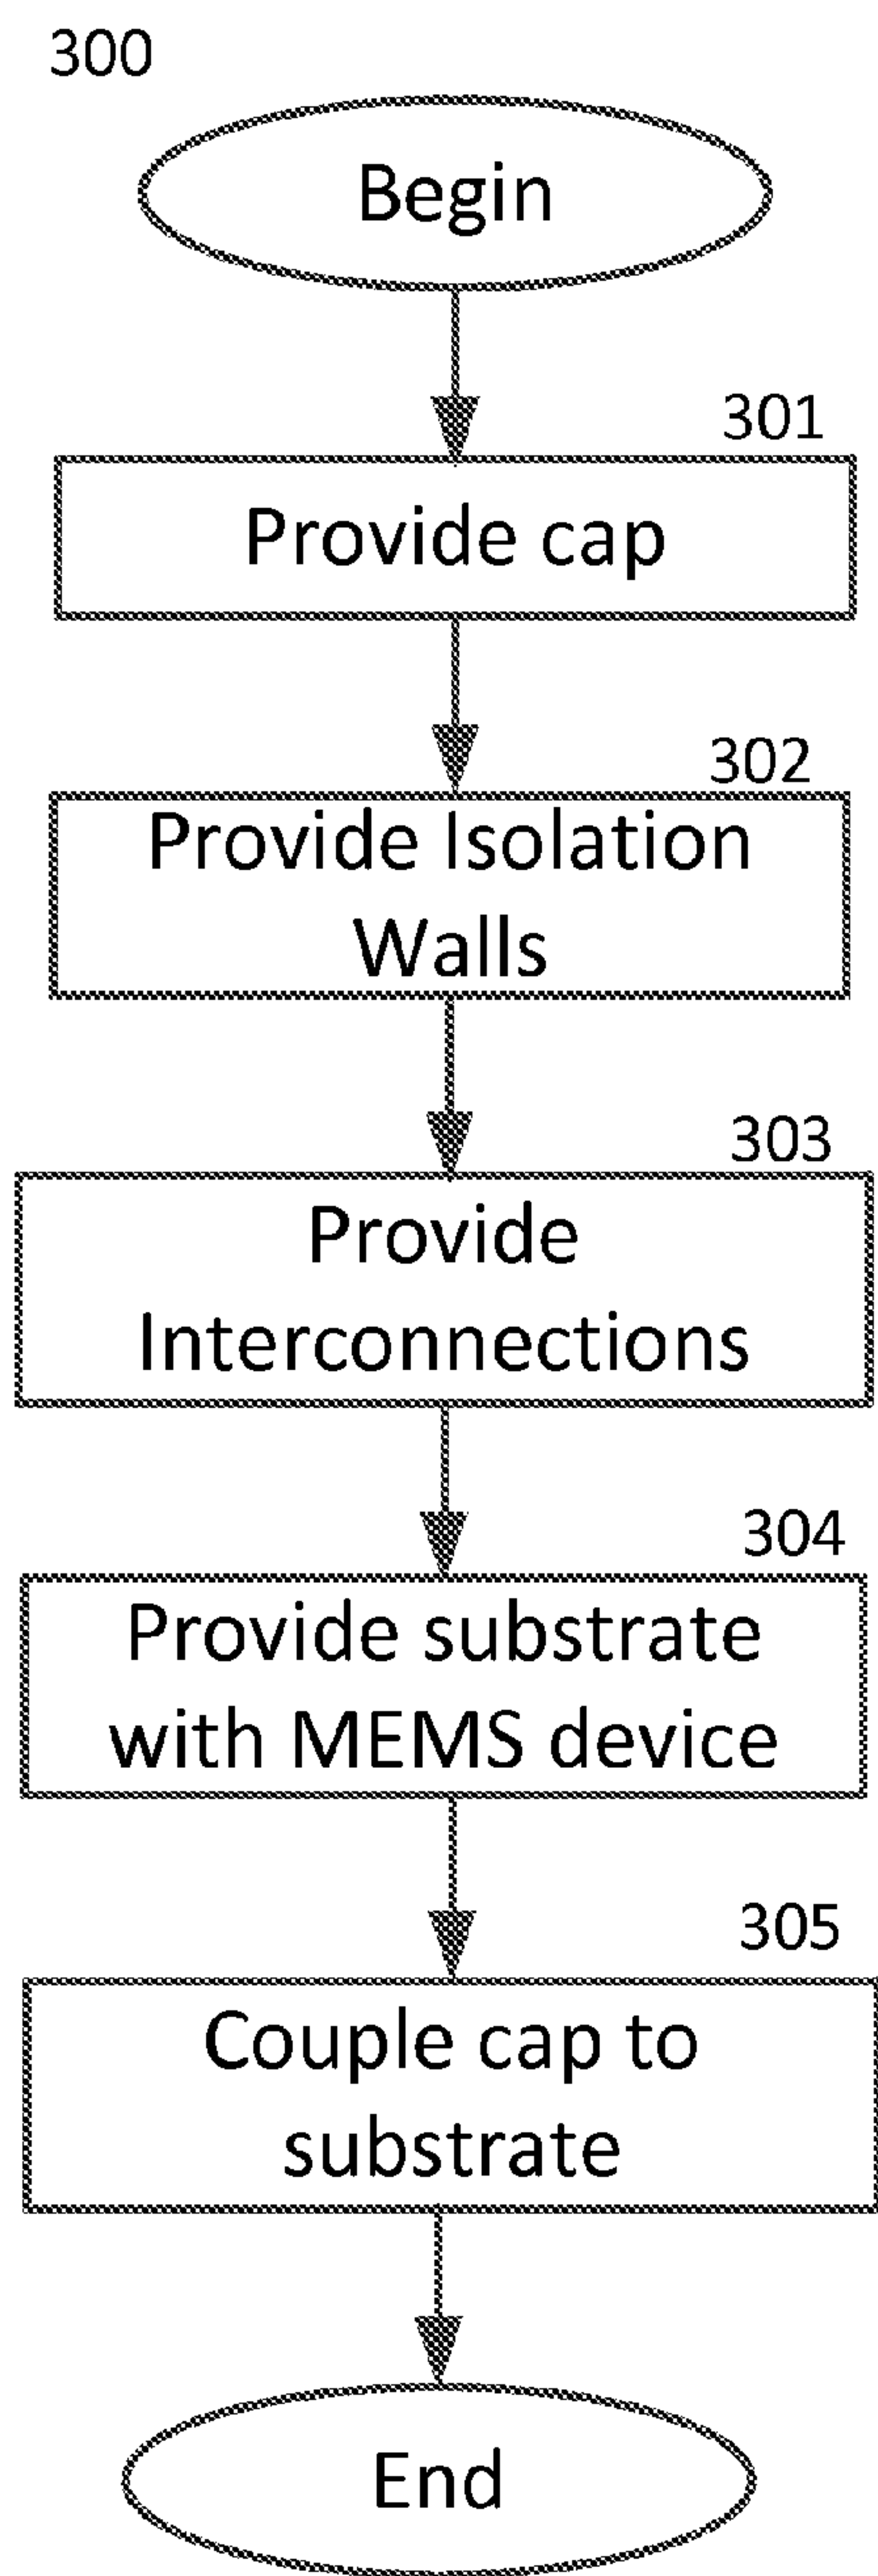 300
Begin
301
Provide cap
302
Provide Isolation
Walls
303
Provide
Interconnections
304
Provide substrate
with MEMS device
305
Couple cap to
substrate
End